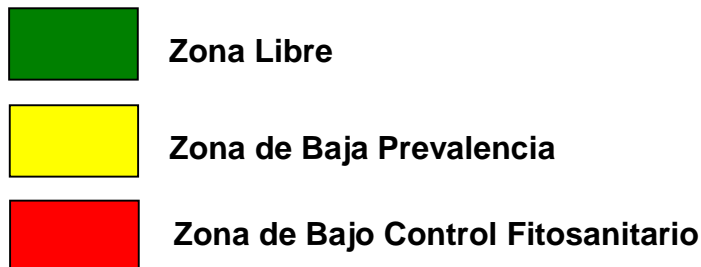 Zona Libre
Zona de Baja Prevalencia
Zona de Bajo Control Fitosanitario